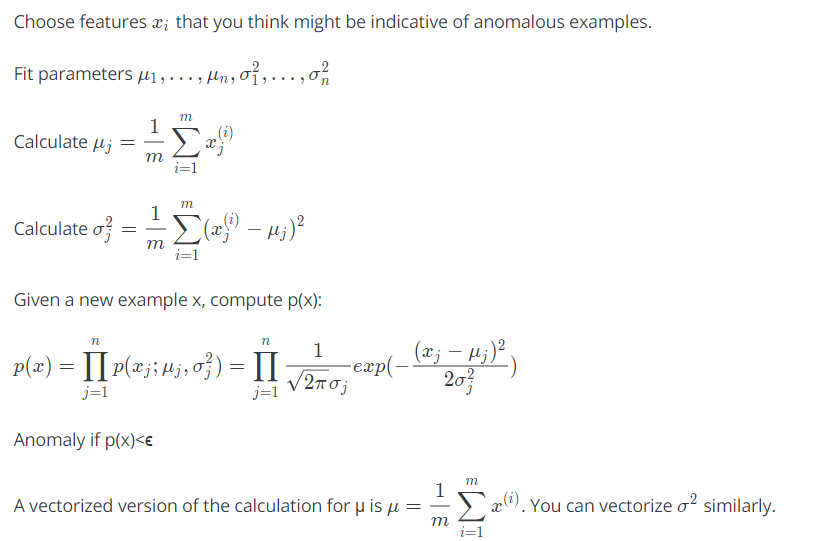 Choose features $x_i$ that you think might be indicative of anomalous examples.
Fit parameters $\mu_1, \ldots, \mu_n, \sigma_1^2, \ldots, \sigma_n^2$
Calculate $\mu_j = \frac{1}{m} \sum_{i=1}^{m} x_j^{(i)}$
Calculate $\sigma_j^2 = \frac{1}{m} \sum_{i=1}^{m} (x_j^{(i)} - \mu_j)^2$
Given a new example x, compute p(x):
$p(x) = \prod_{j=1}^{n} p(x_j; \mu_j, \sigma_j^2) = \prod_{j=1}^{n} \frac{1}{\sqrt{2\pi}\sigma_j} exp(-\frac{(x_j - \mu_j)^2}{2\sigma_j^2})$
Anomaly if p(x)<ϵ
A vectorized version of the calculation for μ is $\mu = \frac{1}{m} \sum_{i=1}^{m} x^{(i)}$. You can vectorize $\sigma^2$ similarly.